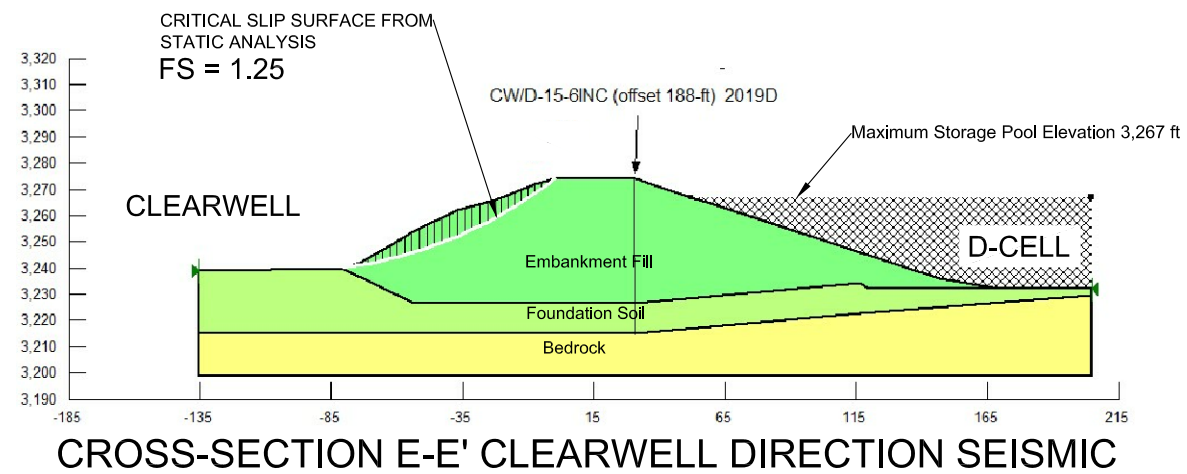 CRITICAL SLIP SURFACE FROM
STATIC ANALYSIS
FS = 1.25
CW/D-15-6INC (offset 188-ft) 2019D
Maximum Storage Pool Elevation 3,267 ft
CLEARWELL
D-CELL
Embankment Fill
Foundation Soil
Bedrock
3,320
3,310
3,300
3,290
3,280
3,270
3,260
3,250
3,240
3,230
3,220
3,210
3,200
3,190
-185 -135 -85 -35 15 65 115 165 215
CROSS-SECTION E-E' CLEARWELL DIRECTION SEISMIC